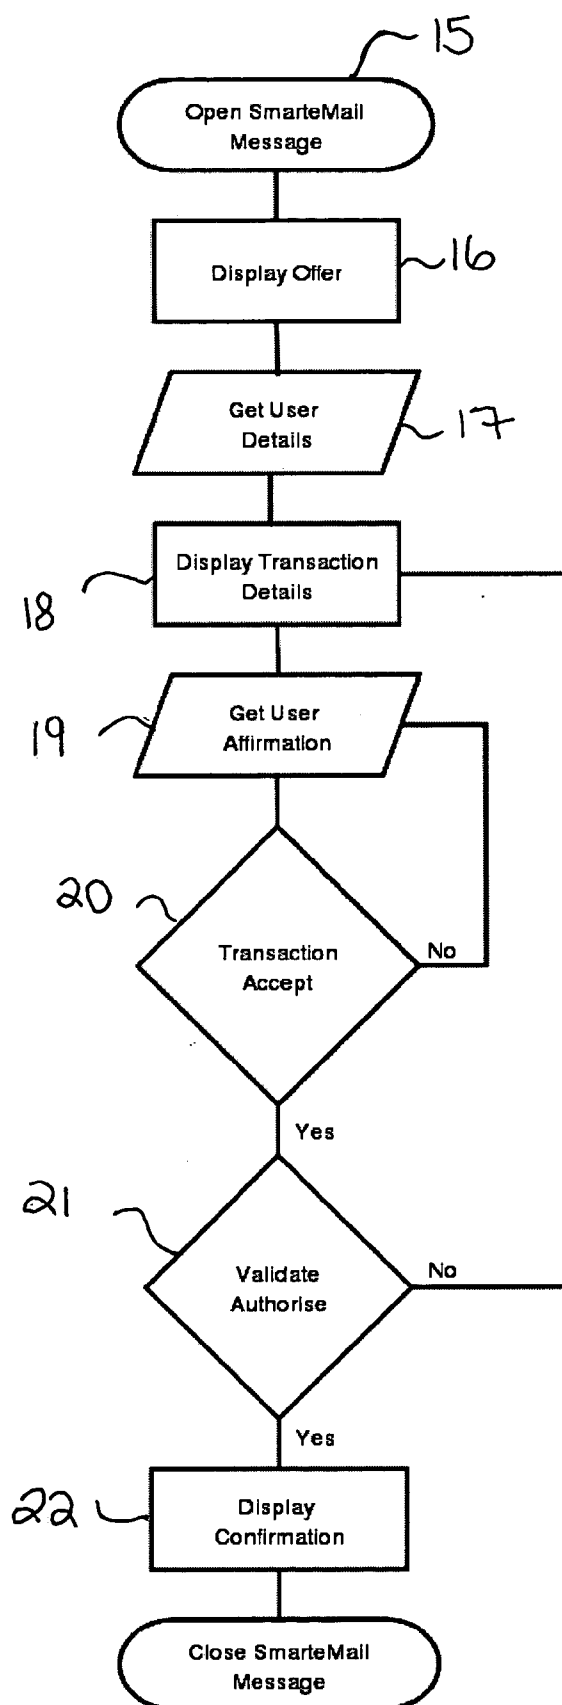 15
Open SmarteMail
Message
Display Offer
16
Get User
Details
17
Display Transaction
Details
18
Get User
Affirmation
19
20
Transaction
Accept
No
Yes
21
Validate
Authorise
No
Yes
22
Display
Confirmation
Close SmarteMail
Message